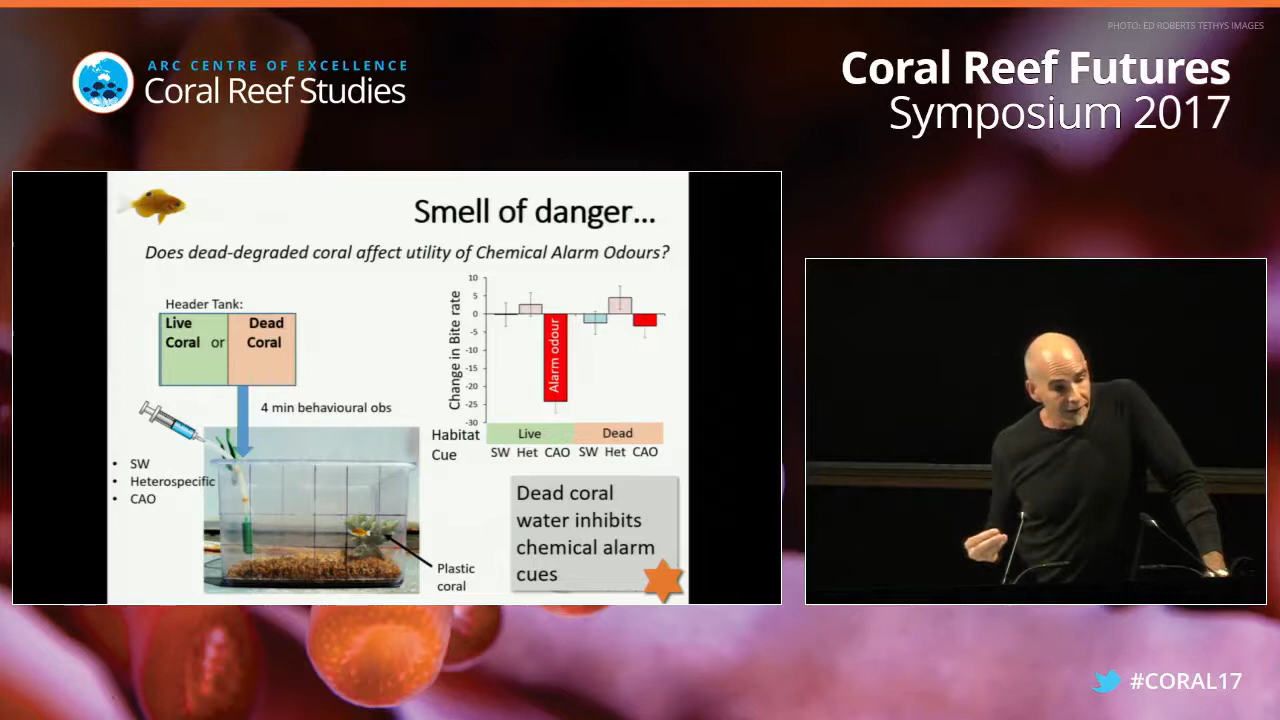 PHOTO: ED ROBERTS TETHYS IMAGES
ARC CENTRE OF EXCELLENCE
Coral Reef Studies
Coral Reef Futures
Symposium 2017
Smell of danger...
Does dead-degraded coral affect utility of Chemical Alarm Odours?
Header Tank:
Live Dead
Coral or Coral
4 min behavioural obs
• SW
• Heterospecific
• CAO
Plastic
coral
Change in Bite rate
10
5
0
-5
-10
-15
-20
-25
-30
Alarm odour
Habitat Live Dead
Cue SW Het CAO SW Het CAO
Dead coral
water inhibits
chemical alarm
cues
#CORAL17